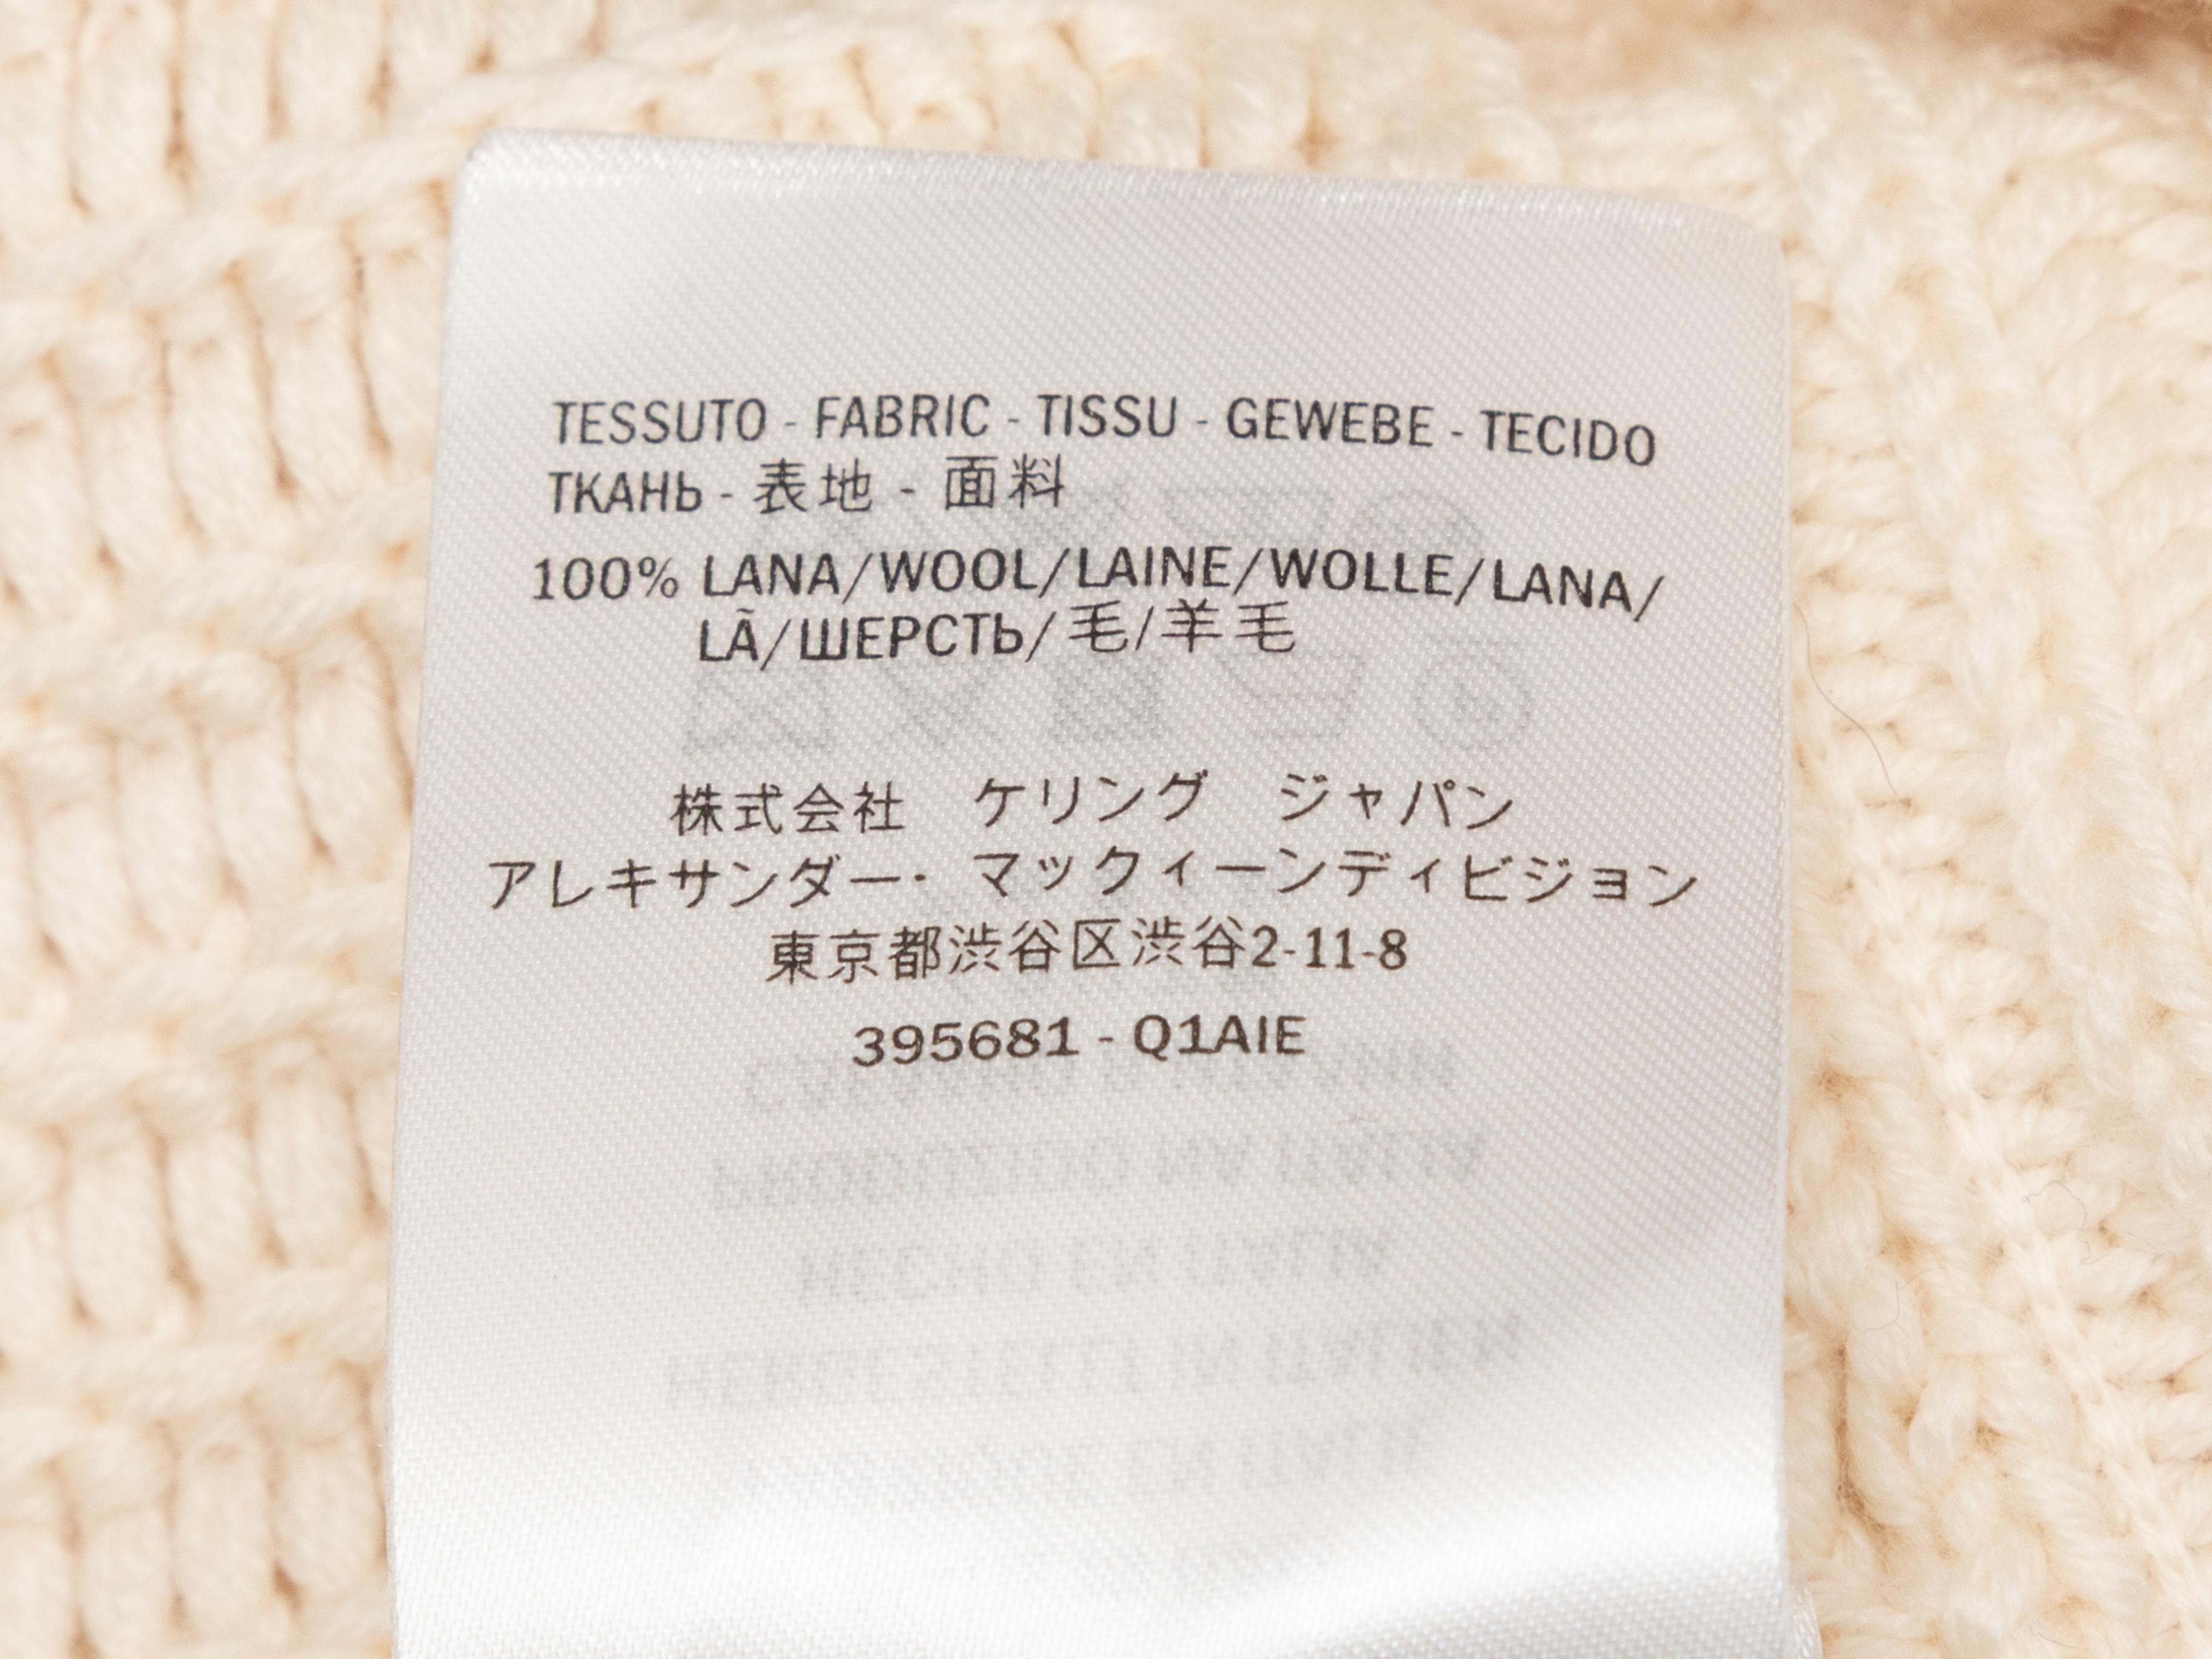 TESSUTO - FABRIC - TISSU - GEWEBE - TECIDO
ТКАНЬ - 表地 - 面料
100% LANA/WOOL/LAINE/WOLLE/LANA/
LÃ/ШЕРСТЬ/毛/羊毛
株式会社　ケリング　ジャパン
アレキサンダー・マックィーンディビジョン
東京都渋谷区渋谷2-11-8
395681 - Q1AIE